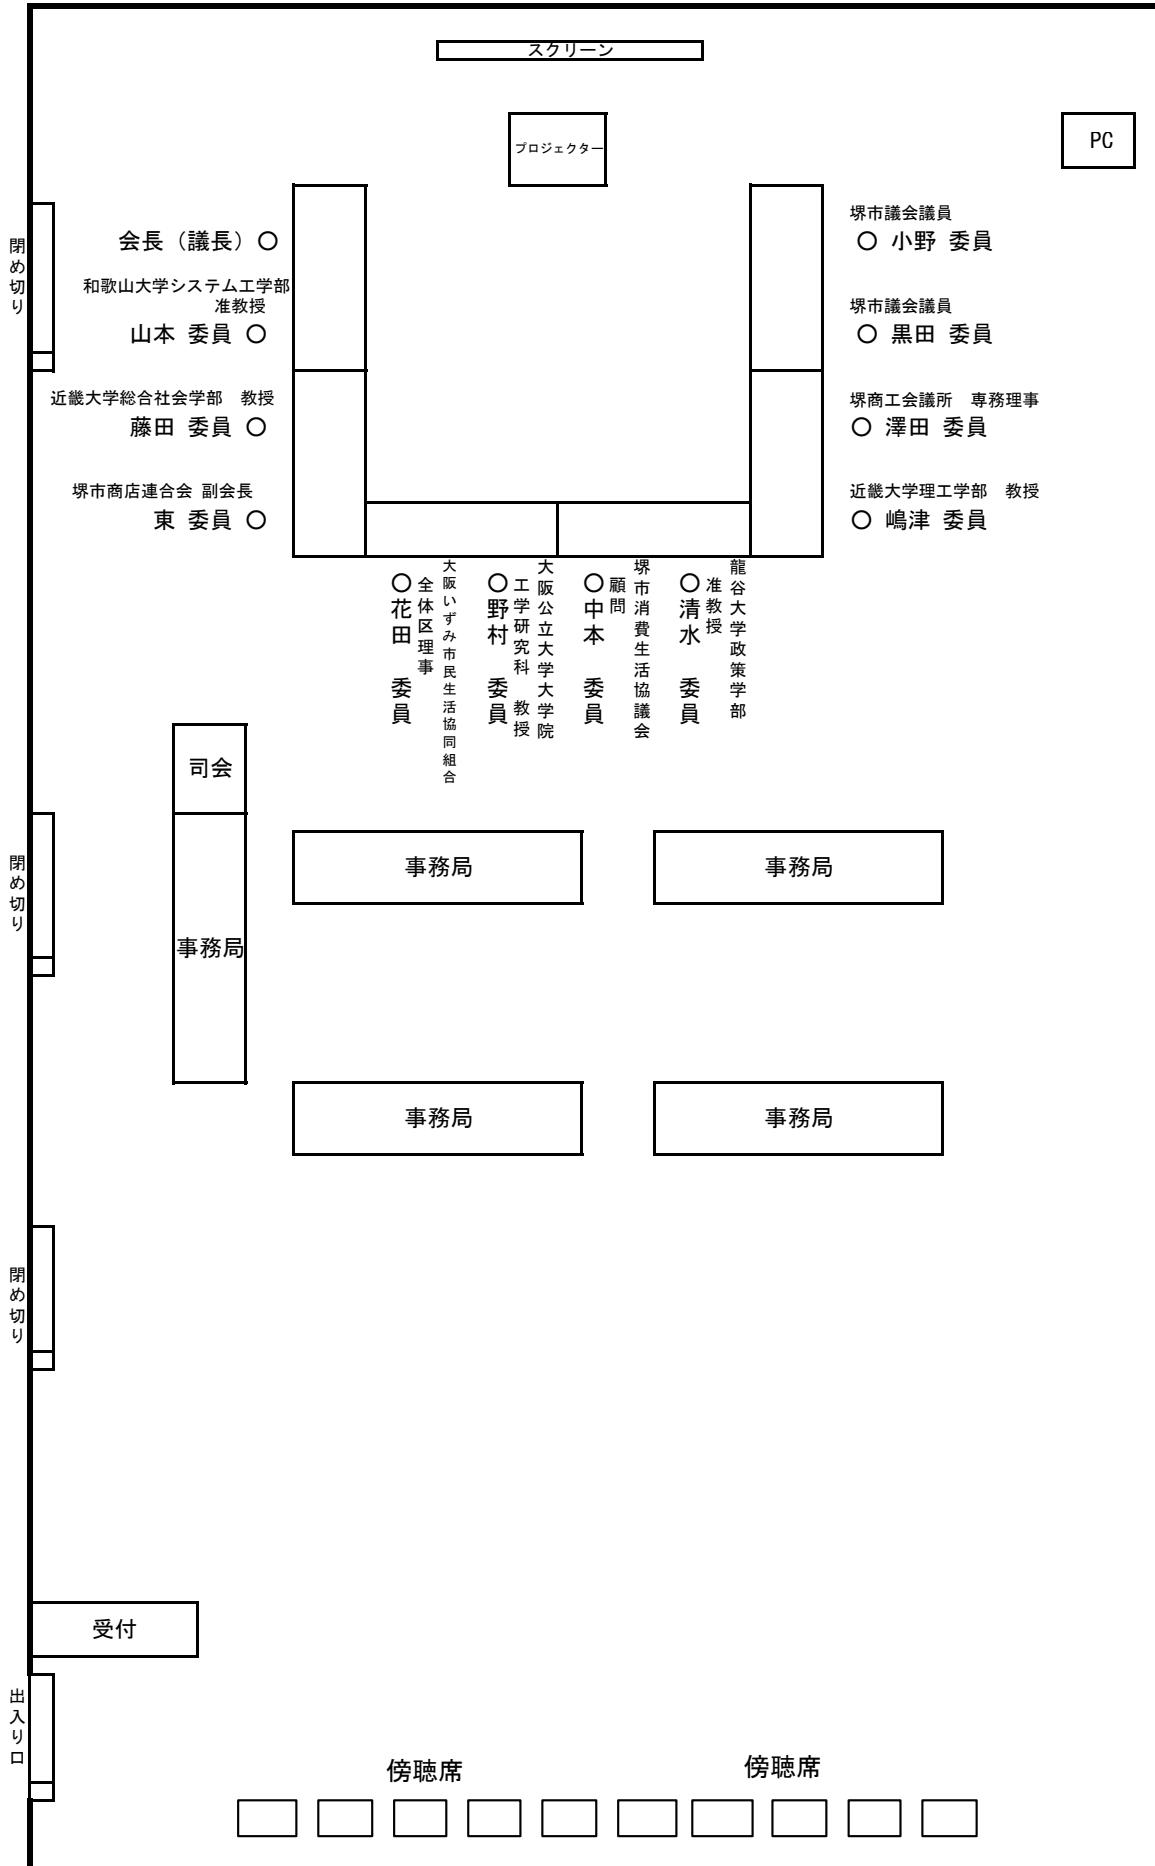 スクリーン
プロジェクター
PC
閉め切り
会長（議長）〇
和歌山大学システム工学部
准教授
山本 委員 〇
近畿大学総合社会学部　教授
藤田 委員 〇
堺市商店連合会 副会長
東 委員 〇
堺市議会議員
〇 小野 委員
堺市議会議員
〇 黒田 委員
堺商工会議所　専務理事
〇 澤田 委員
近畿大学理工学部　教授
〇 嶋津 委員
大阪いずみ市民生活協同組合
全体区理事
〇花田　委員
大阪公立大学大学院
工学研究科　教授
〇野村　委員
堺市消費生活協議会
顧問
〇中本　委員
龍谷大学政策学部
准教授
〇清水　委員
司会
閉め切り
事務局
事務局
事務局
事務局
事務局
閉め切り
受付
出入り口
傍聴席
傍聴席